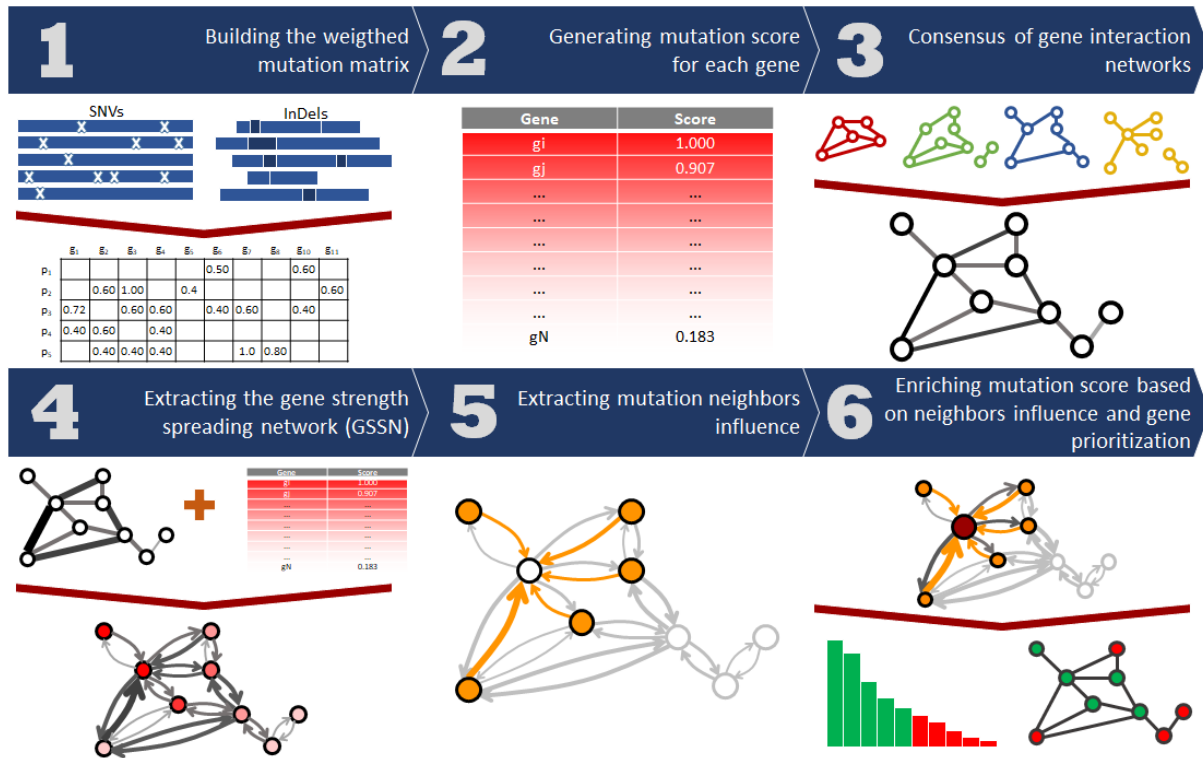 1
Building the weigthed
mutation matrix
2
Generating mutation score
for each gene
3
Consensus of gene interaction
networks
SNVs
InDels
X X
X X X
X
X X X X
X
g₁ g₂ g₃ g₄ g₅ g₆ g₇ g₈ g₁₀ g₁₁
p₁ 0.50 0.60
p₂ 0.60 1.00 0.4 0.60
p₃ 0.72 0.60 0.60 0.40 0.60 0.40
p₄ 0.40 0.60 0.40
p₅ 0.40 0.40 0.40 1.0 0.80
Gene Score
gi 1.000
gj 0.907
... ...
... ...
... ...
... ...
... ...
... ...
gN 0.183
4
Extracting the gene strength
spreading network (GSSN)
5
Extracting mutation neighbors
influence
6
Enriching mutation score based
on neighbors influence and gene
prioritization
+
Gene Score
gi 1.000
gj 0.907
... ...
... ...
... ...
... ...
... ...
... ...
gN 0.183